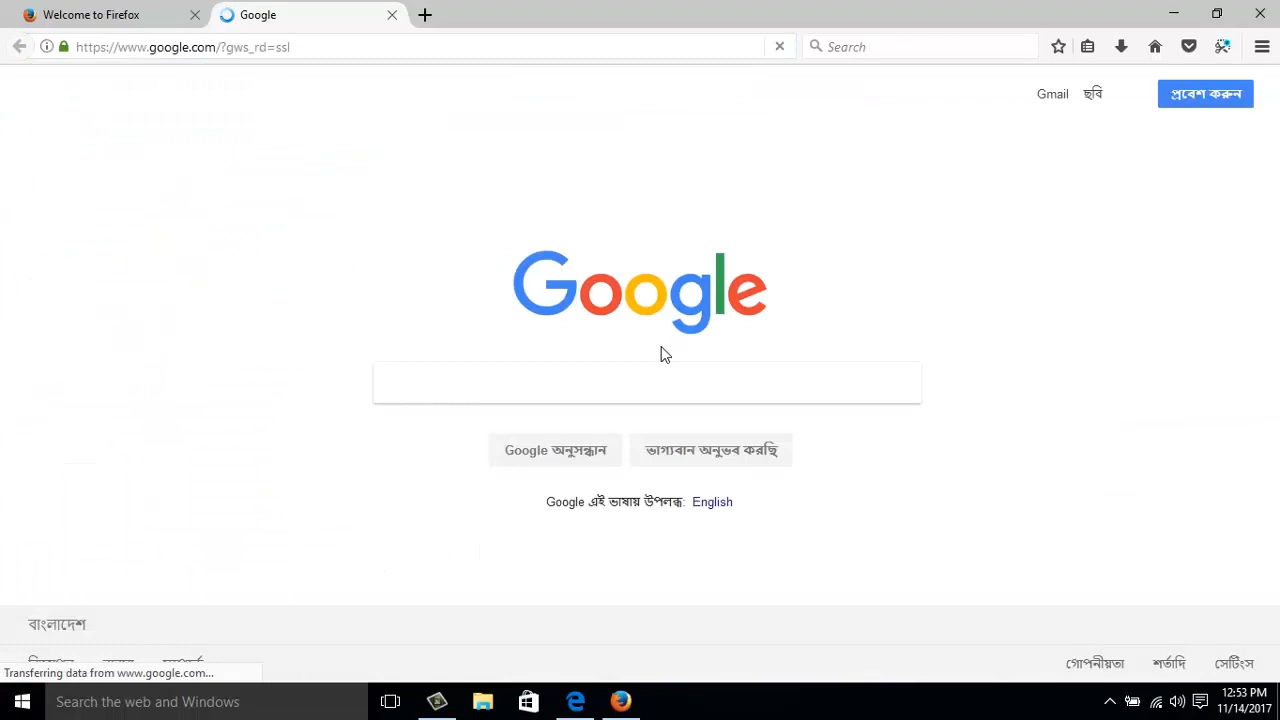 Welcome to Firefox
Google
https://www.google.com/?gws_rd=ssl
Search
Gmail ছবি প্রবেশ করুন
Google
Google অনুসন্ধান ভাগ্যবান অনুভব করছি
Google এই ভাষায় উপলব্ধ: English
বাংলাদেশ
গোপনীয়তা শর্তাদি সেটিংস
Transferring data from www.google.com...
Search the web and Windows
12:53 PM
11/14/2017